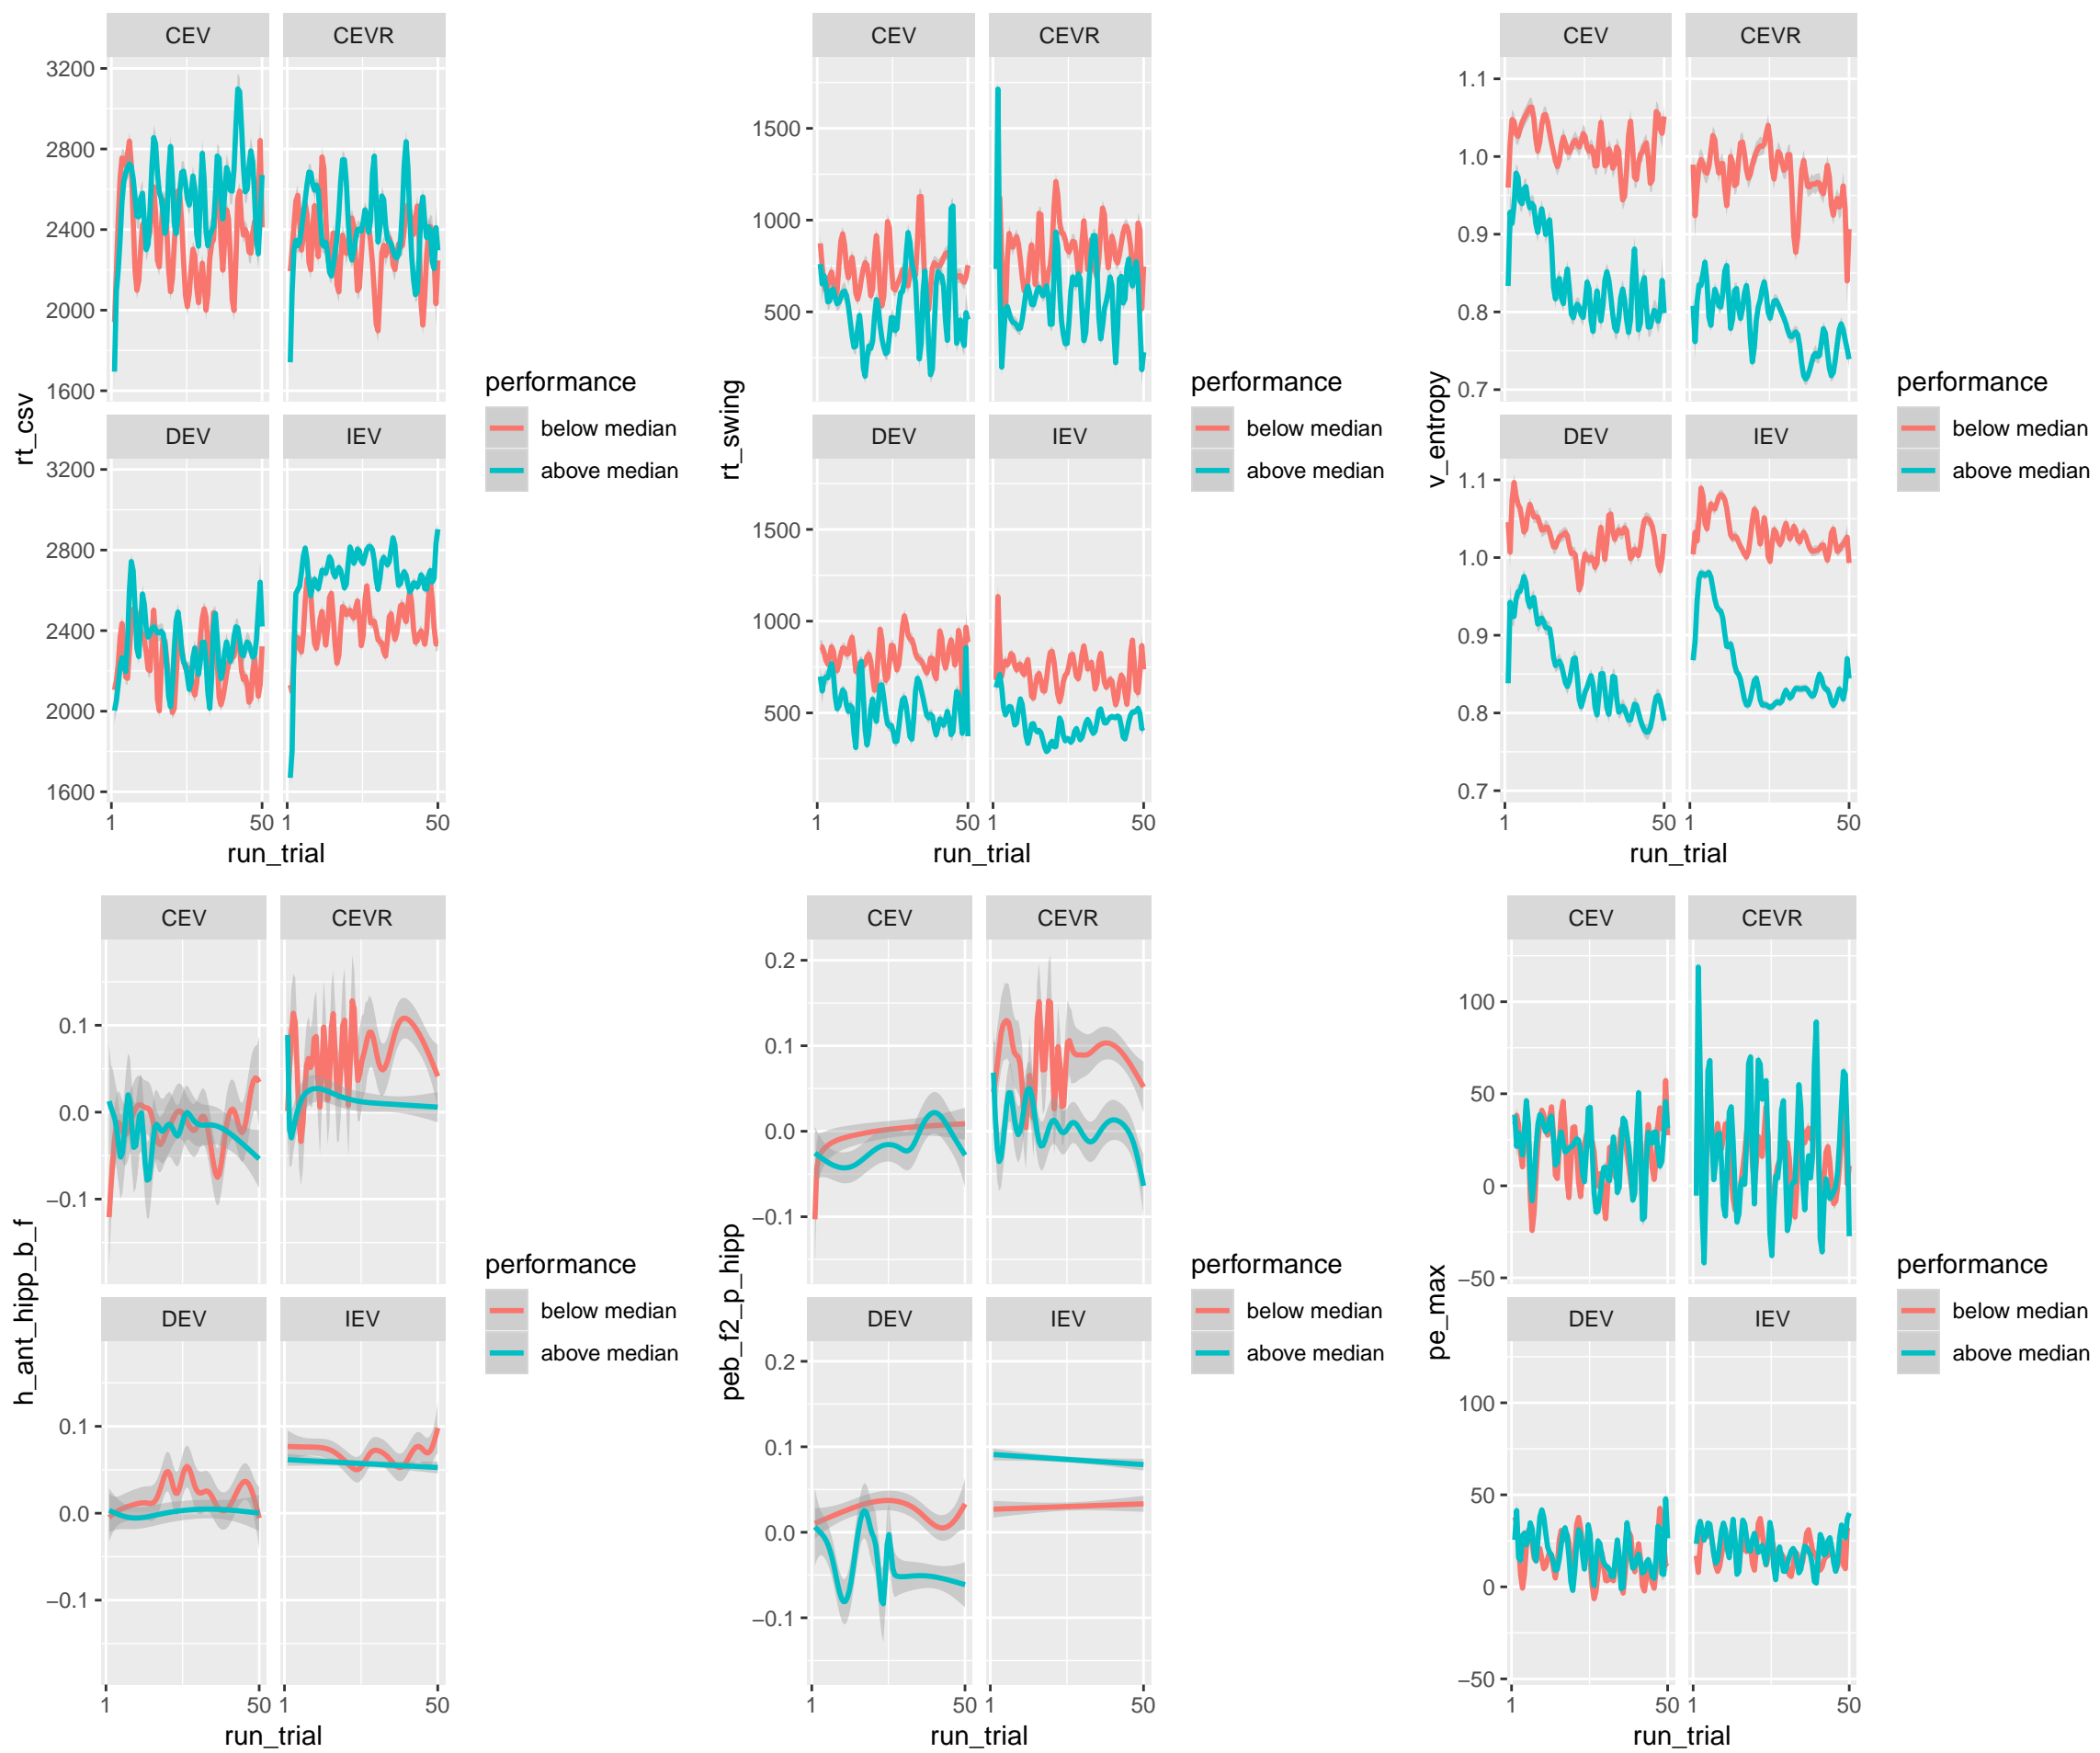 CEV CEVR
3200
2800
2400
2000
1600
DEV IEV
3200
2800
2400
2000
1600
1 50 1 50
run_trial
rt_csv
performance
below median
above median
CEV CEVR
1500
1000
500
DEV IEV
1500
1000
500
1 50 1 50
run_trial
rt_swing
performance
below median
above median
CEV CEVR
1.1
1.0
0.9
0.8
0.7
DEV IEV
1.1
1.0
0.9
0.8
0.7
1 50 1 50
run_trial
v_entropy
performance
below median
above median
CEV CEVR
0.1
0.0
−0.1
DEV IEV
0.1
0.0
−0.1
1 50 1 50
run_trial
h_ant_hipp_b_f
performance
below median
above median
CEV CEVR
0.2
0.1
0.0
−0.1
DEV IEV
0.2
0.1
0.0
−0.1
1 50 1 50
run_trial
peb_f2_p_hipp
performance
below median
above median
CEV CEVR
100
50
0
−50
DEV IEV
100
50
0
−50
1 50 1 50
run_trial
pe_max
performance
below median
above median